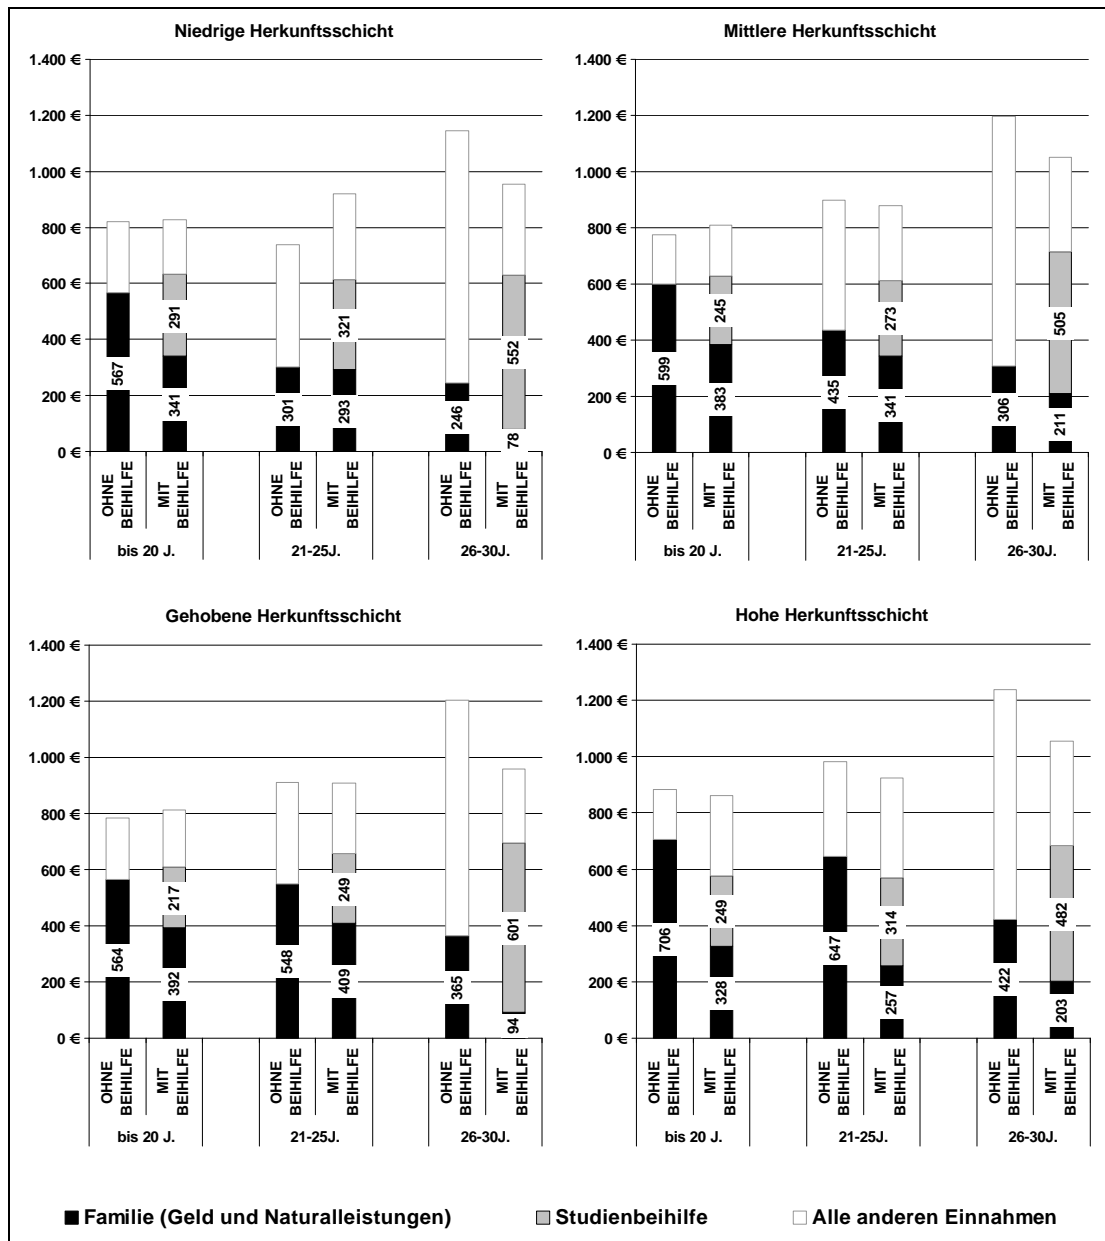 Niedrige Herkunftsschicht
1.400 €
1.200 €
1.000 €
800 €
600 €
400 €
200 €
0 €
567
341
291
301
293
321
246
78
552
OHNE BEIHILFE
MIT BEIHILFE
OHNE BEIHILFE
MIT BEIHILFE
OHNE BEIHILFE
MIT BEIHILFE
bis 20 J.
21-25J.
26-30J.
Mittlere Herkunftsschicht
1.400 €
1.200 €
1.000 €
800 €
600 €
400 €
200 €
0 €
599
383
245
435
341
273
306
211
505
OHNE BEIHILFE
MIT BEIHILFE
OHNE BEIHILFE
MIT BEIHILFE
OHNE BEIHILFE
MIT BEIHILFE
bis 20 J.
21-25J.
26-30J.
Gehobene Herkunftsschicht
1.400 €
1.200 €
1.000 €
800 €
600 €
400 €
200 €
0 €
564
392
217
548
409
249
365
94
601
OHNE BEIHILFE
MIT BEIHILFE
OHNE BEIHILFE
MIT BEIHILFE
OHNE BEIHILFE
MIT BEIHILFE
bis 20 J.
21-25J.
26-30J.
Hohe Herkunftsschicht
1.400 €
1.200 €
1.000 €
800 €
600 €
400 €
200 €
0 €
706
328
249
647
257
314
422
203
482
OHNE BEIHILFE
MIT BEIHILFE
OHNE BEIHILFE
MIT BEIHILFE
OHNE BEIHILFE
MIT BEIHILFE
bis 20 J.
21-25J.
26-30J.
Familie (Geld und Naturalleistungen)
Studienbeihilfe
Alle anderen Einnahmen